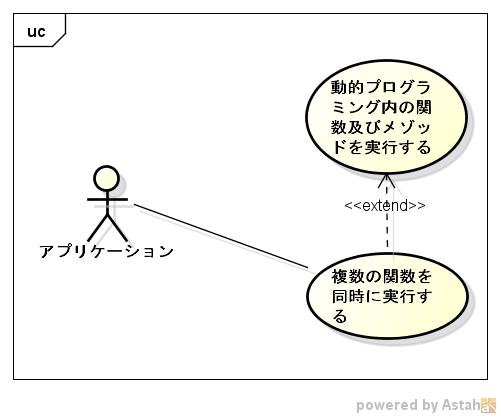 uc
動的プログラ
ミング内の関
数及びメゾッ
ドを実行する
<<extend>>
アプリケーション
複数の関数を
同時に実行す
る
powered by Astah